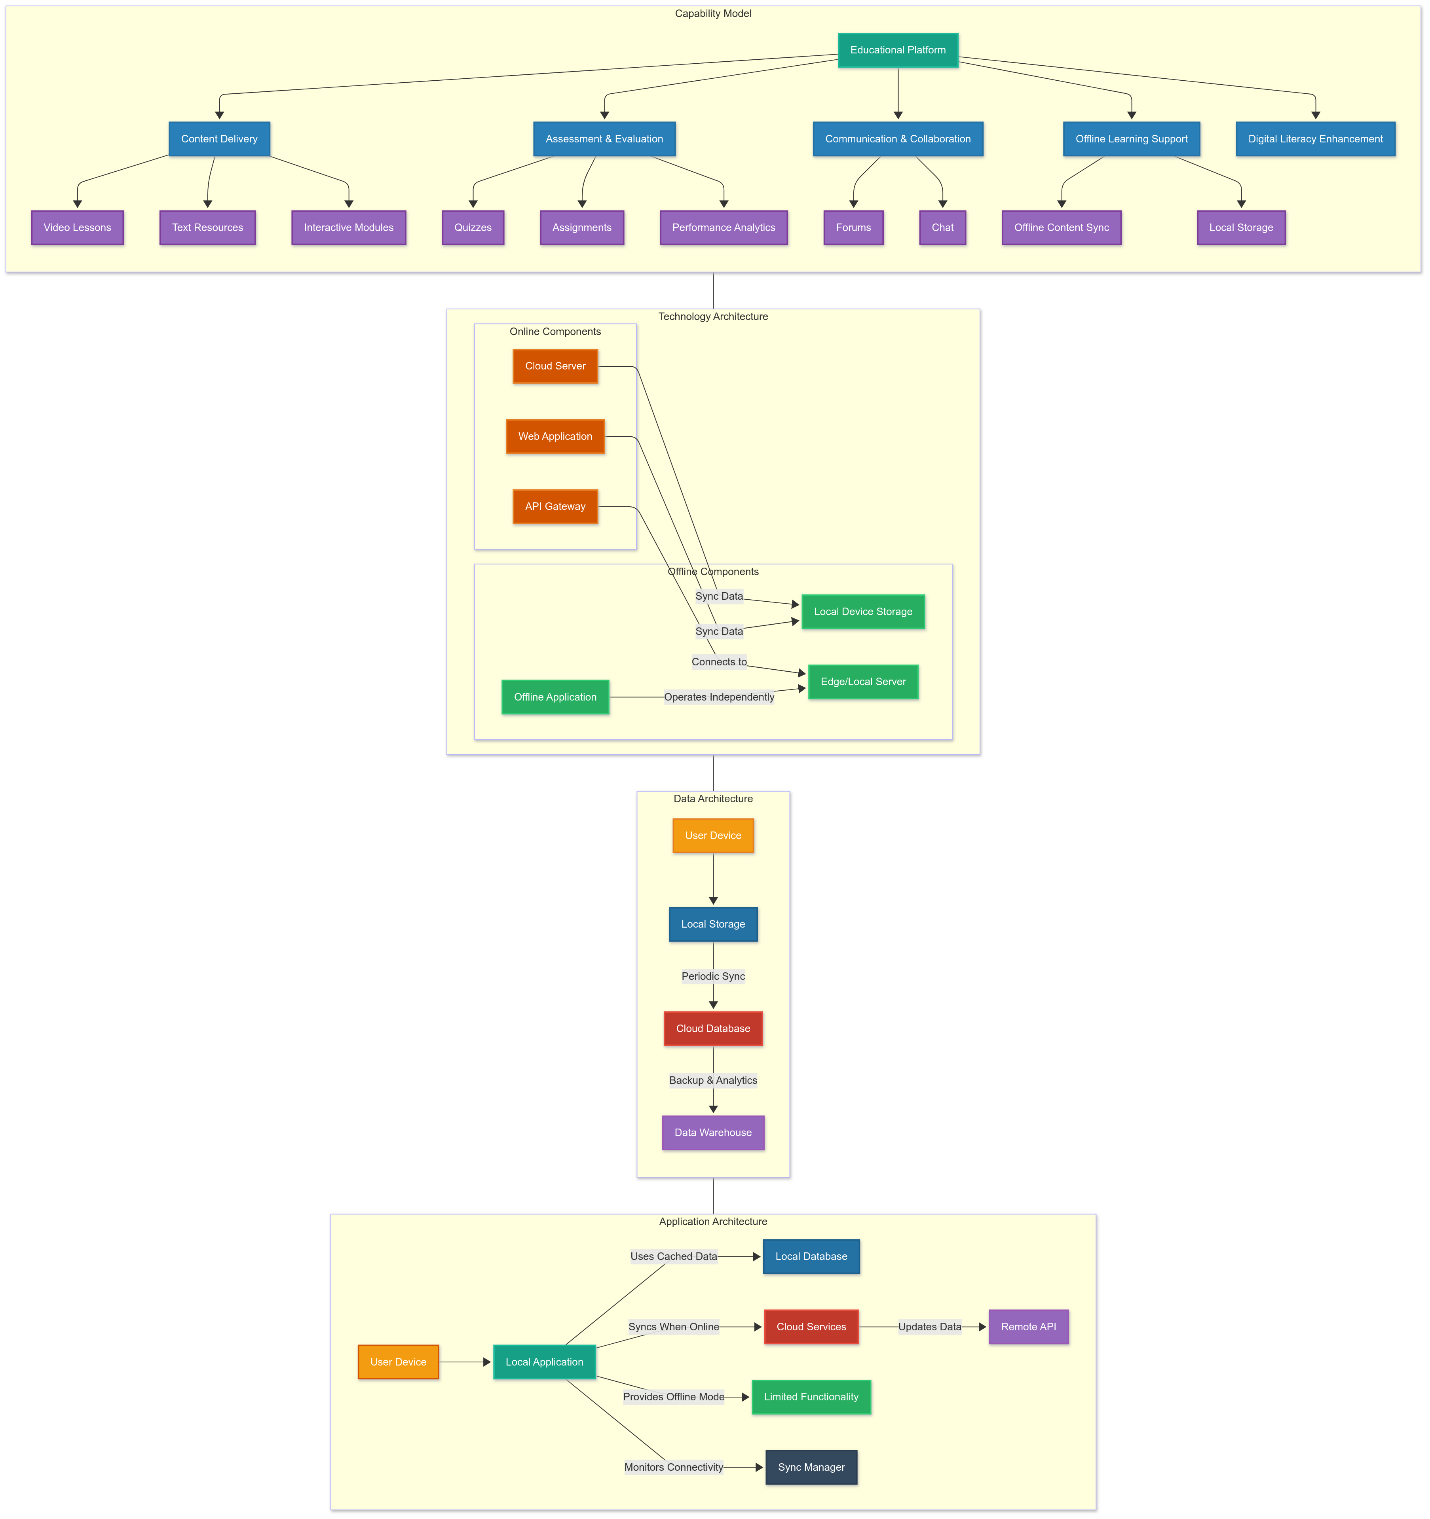 Capability Model
Educational Platform
Content Delivery
Assessment & Evaluation
Communication & Collaboration
Offline Learning Support
Digital Literacy Enhancement
Video Lessons
Text Resources
Interactive Modules
Quizzes
Assignments
Performance Analytics
Forums
Chat
Offline Content Sync
Local Storage
Technology Architecture
Online Components
Cloud Server
Web Application
API Gateway
Offline Components
Sync Data
Local Device Storage
Sync Data
Connects to
Edge/Local Server
Offline Application
Operates Independently
Data Architecture
User Device
Local Storage
Periodic Sync
Cloud Database
Backup & Analytics
Data Warehouse
Application Architecture
Uses Cached Data
Local Database
Syncs When Online
Cloud Services
Updates Data
Remote API
User Device
Local Application
Provides Offline Mode
Limited Functionality
Monitors Connectivity
Sync Manager